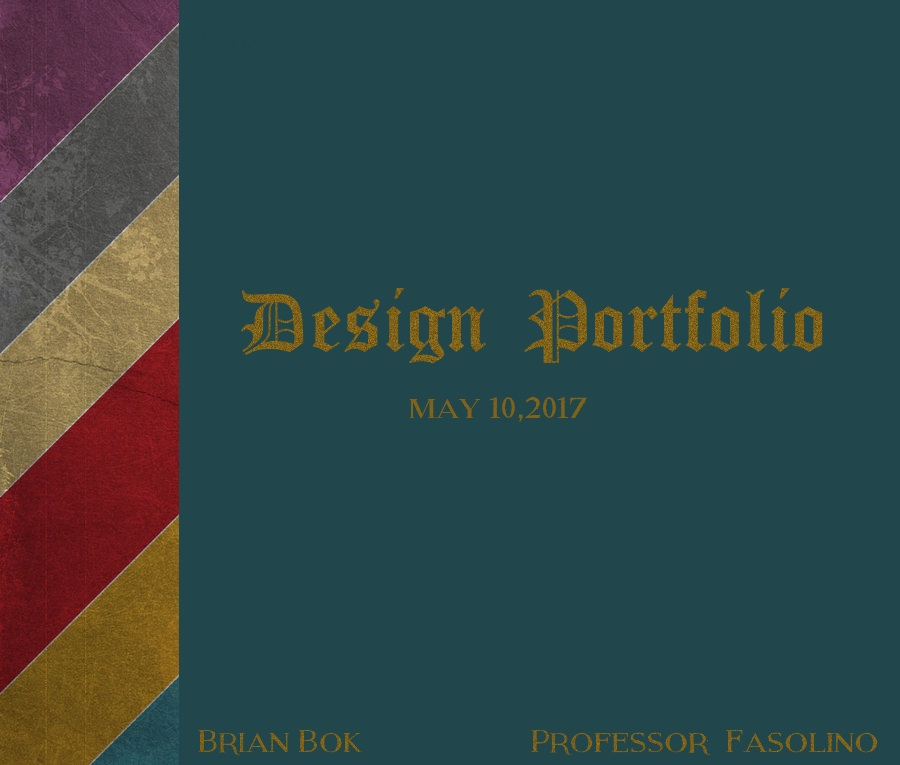 Design Portfolio
MAY 10,2017
BRIAN BOK PROFESSOR FASOLINO